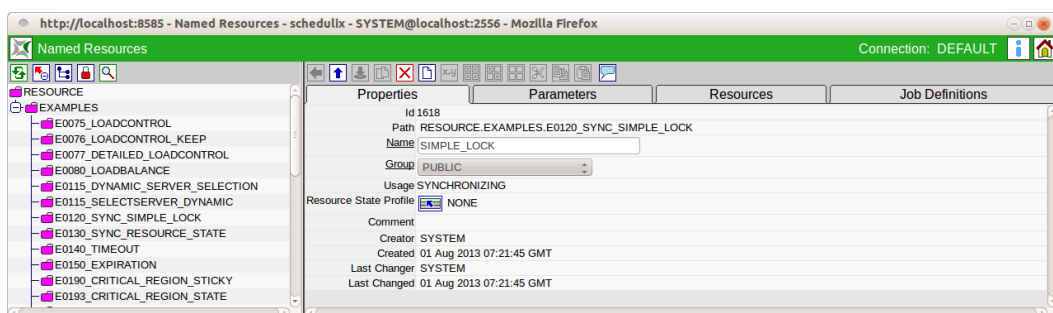 http://localhost:8585 - Named Resources - schedulix - SYSTEM@localhost:2556 - Mozilla Firefox
Named Resources
Connection: DEFAULT
RESOURCE
EXAMPLES
E0075_LOADCONTROL
E0076_LOADCONTROL_KEEP
E0077_DETAILED_LOADCONTROL
E0080_LOADBALANCE
E0115_DYNAMIC_SERVER_SELECTION
E0115_SELECTSERVER_DYNAMIC
E0120_SYNC_SIMPLE_LOCK
E0130_SYNC_RESOURCE_STATE
E0140_TIMEOUT
E0150_EXPIRATION
E0190_CRITICAL_REGION_STICKY
E0193_CRITICAL_REGION_STATE
x,y
Properties Parameters Resources Job Definitions
Id 1618
Path RESOURCE.EXAMPLES.E0120_SYNC_SIMPLE_LOCK
Name SIMPLE_LOCK
Group PUBLIC
Usage SYNCHRONIZING
Resource State Profile NONE
Comment
Creator SYSTEM
Created 01 Aug 2013 07:21:45 GMT
Last Changer SYSTEM
Last Changed 01 Aug 2013 07:21:45 GMT